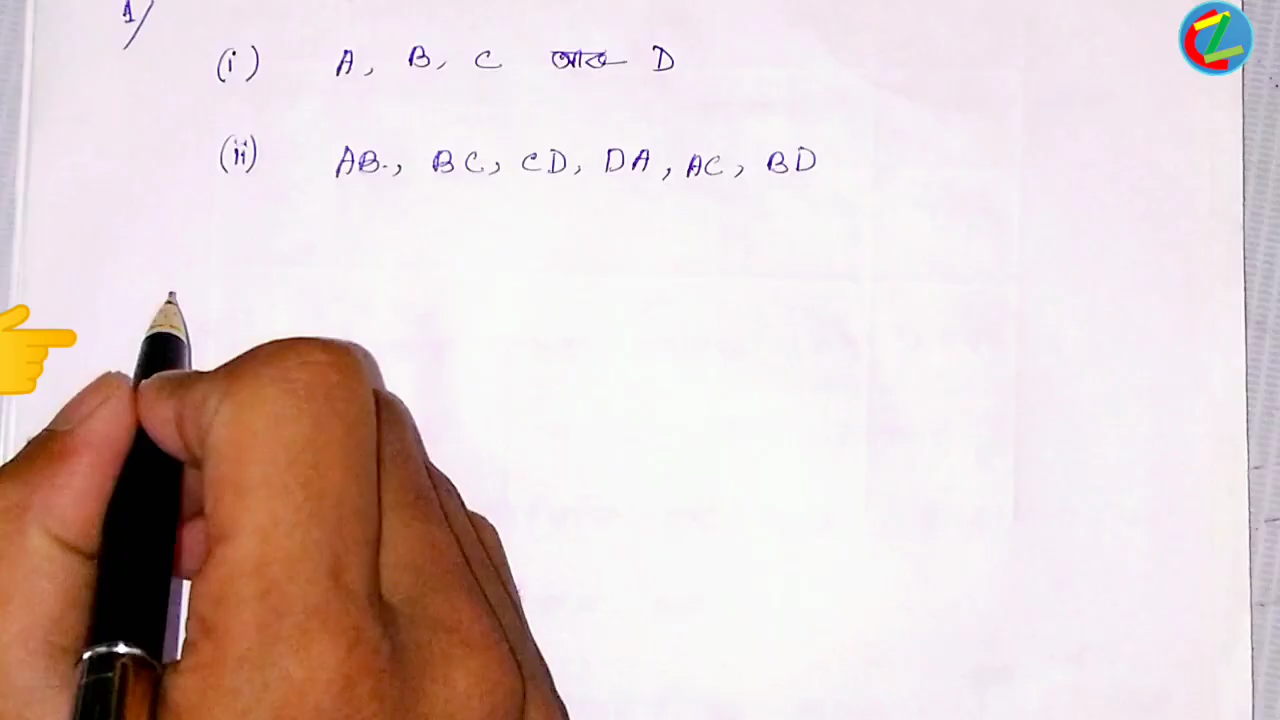 1/
(i) A, B, C আৰু D
(ii) AB., BC, CD, DA, AC, BD